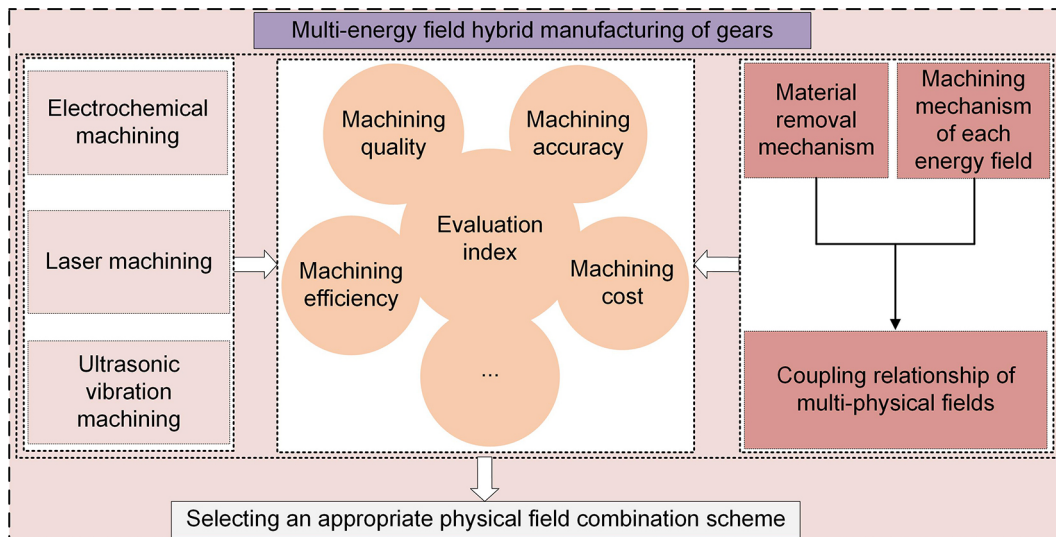 Multi-energy field hybrid manufacturing of gears
Electrochemical
machining
Laser machining
Ultrasonic
vibration
machining
Machining
quality
Machining
accuracy
Evaluation
index
Machining
efficiency
Machining
cost
...
Material
removal
mechanism
Machining
mechanism
of each
energy field
Coupling relationship of
multi-physical fields
Selecting an appropriate physical field combination scheme